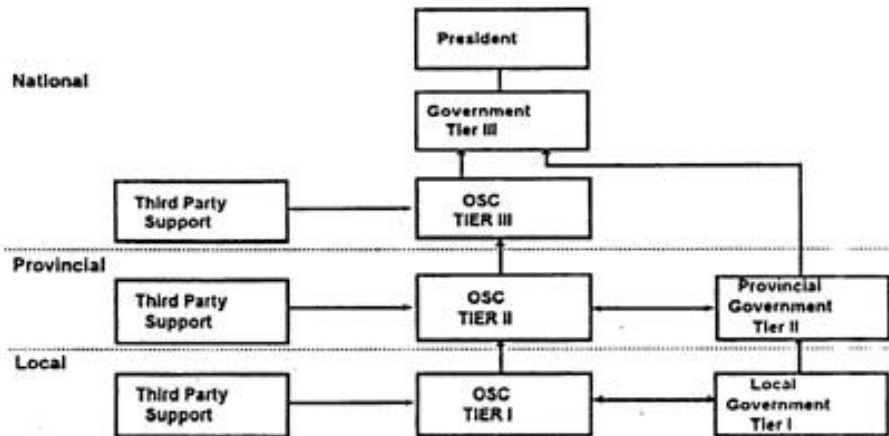 President
National
Government
Tier III
Third Party
Support
OSC
TIER III
Provincial
Third Party
Support
OSC
TIER II
Provincial
Government
Tier II
Local
Third Party
Support
OSC
TIER I
Local
Government
Tier I